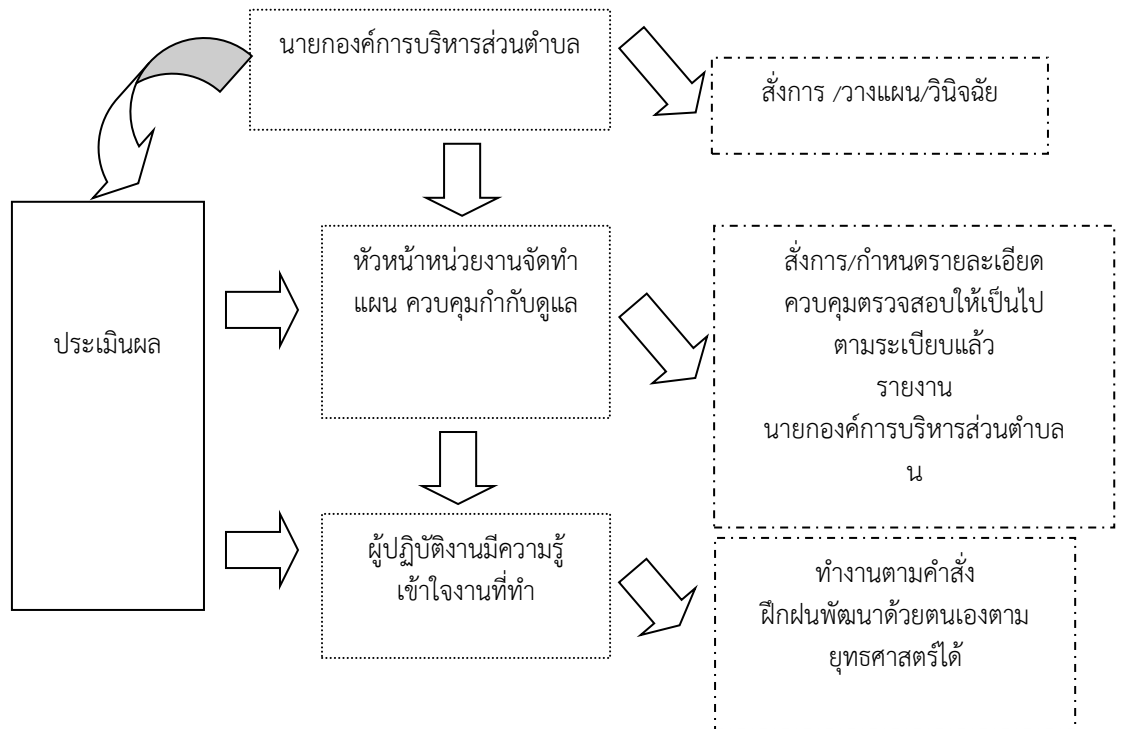 นายกองค์การบริหารส่วนตำบล
สั่งการ /วางแผน/วินิจฉัย
ประเมินผล
หัวหน้าหน่วยงานจัดทำ
แผน ควบคุมกำกับดูแล
สั่งการ/กำหนดรายละเอียด
ควบคุมตรวจสอบให้เป็นไป
ตามระเบียบแล้ว
รายงาน
นายกองค์การบริหารส่วนตำบล
น
ผู้ปฏิบัติงานมีความรู้
เข้าใจงานที่ทำ
ทำงานตามคำสั่ง
ฝึกฝนพัฒนาด้วยตนเองตาม
ยุทธศาสตร์ได้